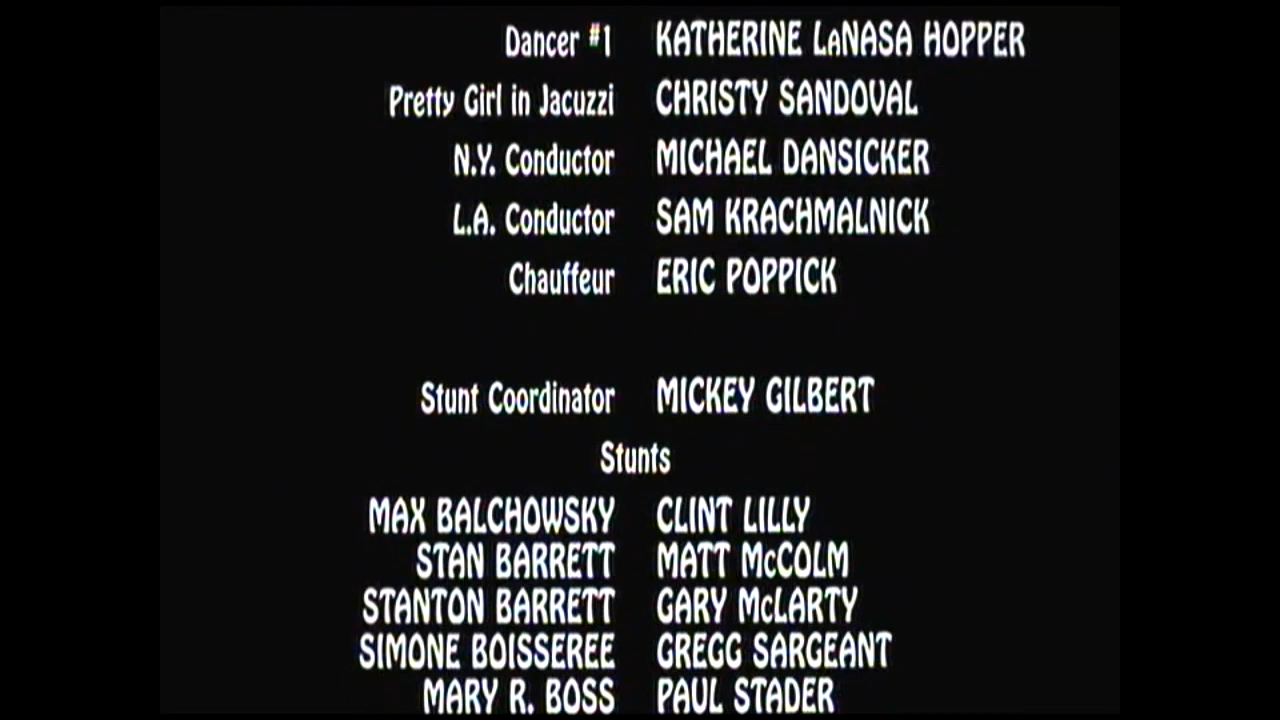 Dancer #1 KATHERINE LaNASA HOPPER
Pretty Girl in Jacuzzi CHRISTY SANDOVAL
N.Y. Conductor MICHAEL DANSICKER
L.A. Conductor SAM KRACHMALNICK
Chauffeur ERIC POPPICK
Stunt Coordinator MICKEY GILBERT
Stunts
MAX BALCHOWSKY CLINT LILLY
STAN BARRETT MATT McCOLM
STANTON BARRETT GARY McLARTY
SIMONE BOISSEREE GREGG SARGEANT
MARY R. BOSS PAUL STADER